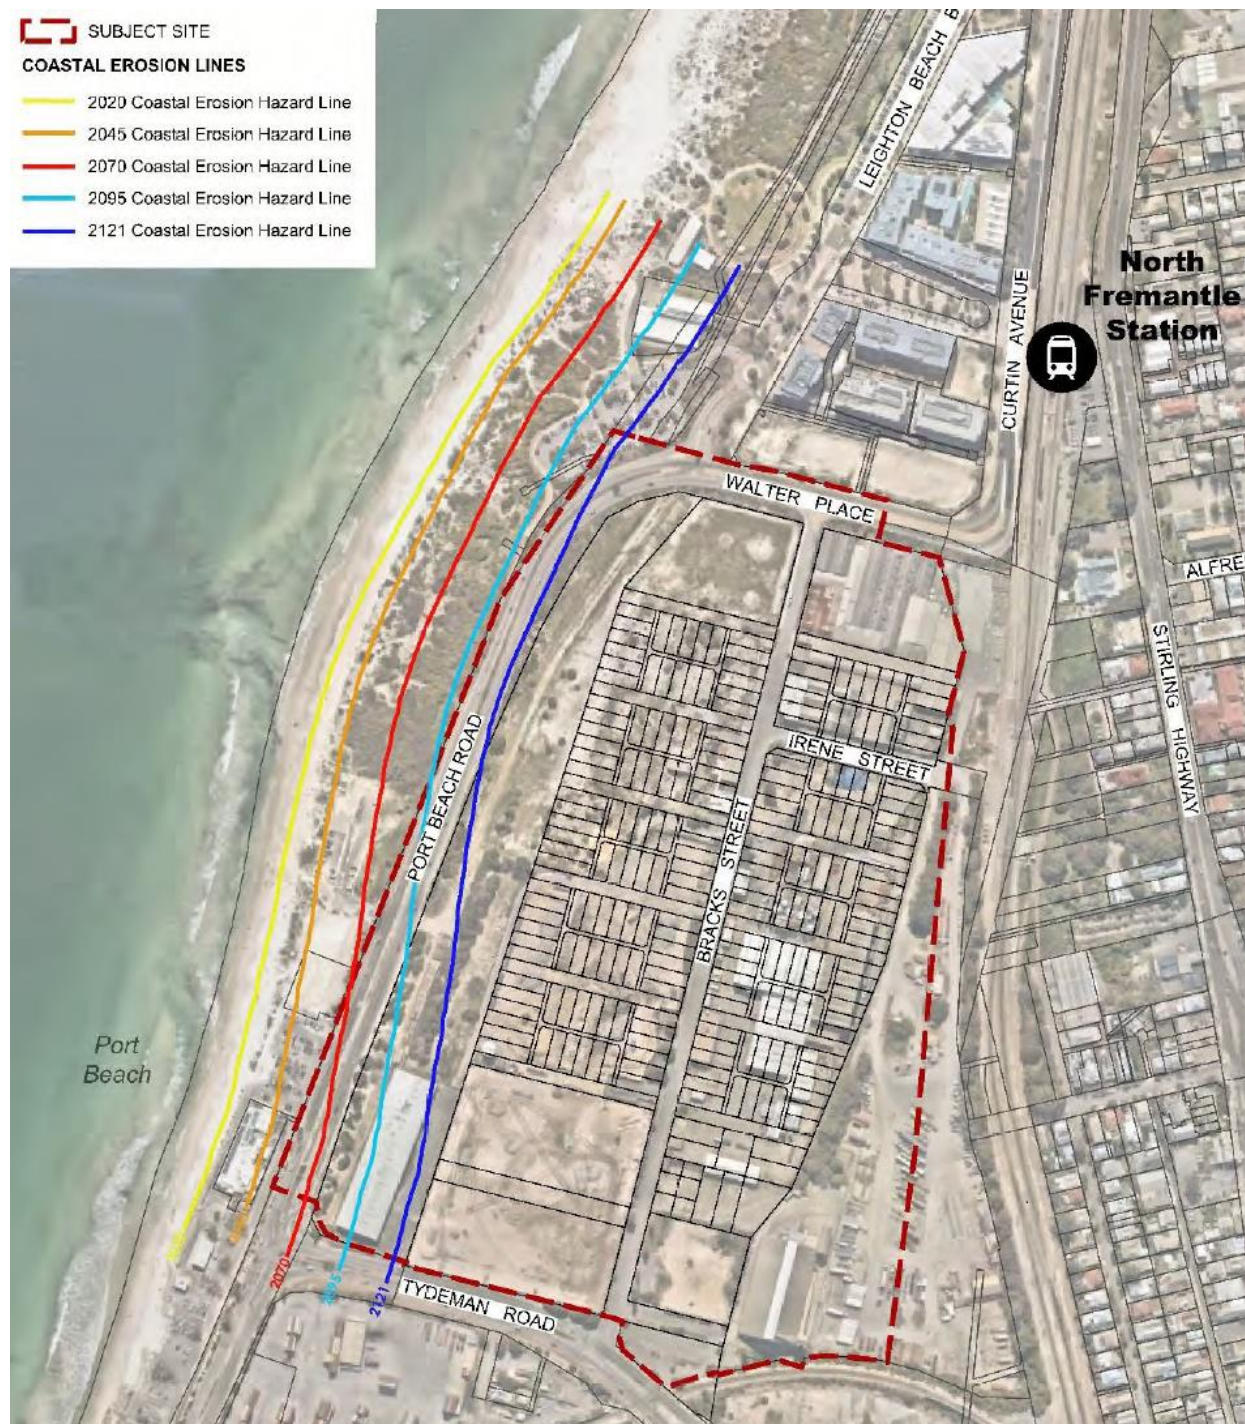 SUBJECT SITE
COASTAL EROSION LINES
2020 Coastal Erosion Hazard Line
2045 Coastal Erosion Hazard Line
2070 Coastal Erosion Hazard Line
2095 Coastal Erosion Hazard Line
2121 Coastal Erosion Hazard Line
LEIGHTON BEACH B
North
Fremantle
Station
CURTIN AVENUE
WALTER PLACE
ALFRE
STIRLING HIGHWAY
IRENE STREET
PORT BEACH ROAD
BRACKS STREET
Port
Beach
2070
2095
2121
TYDEMAN ROAD